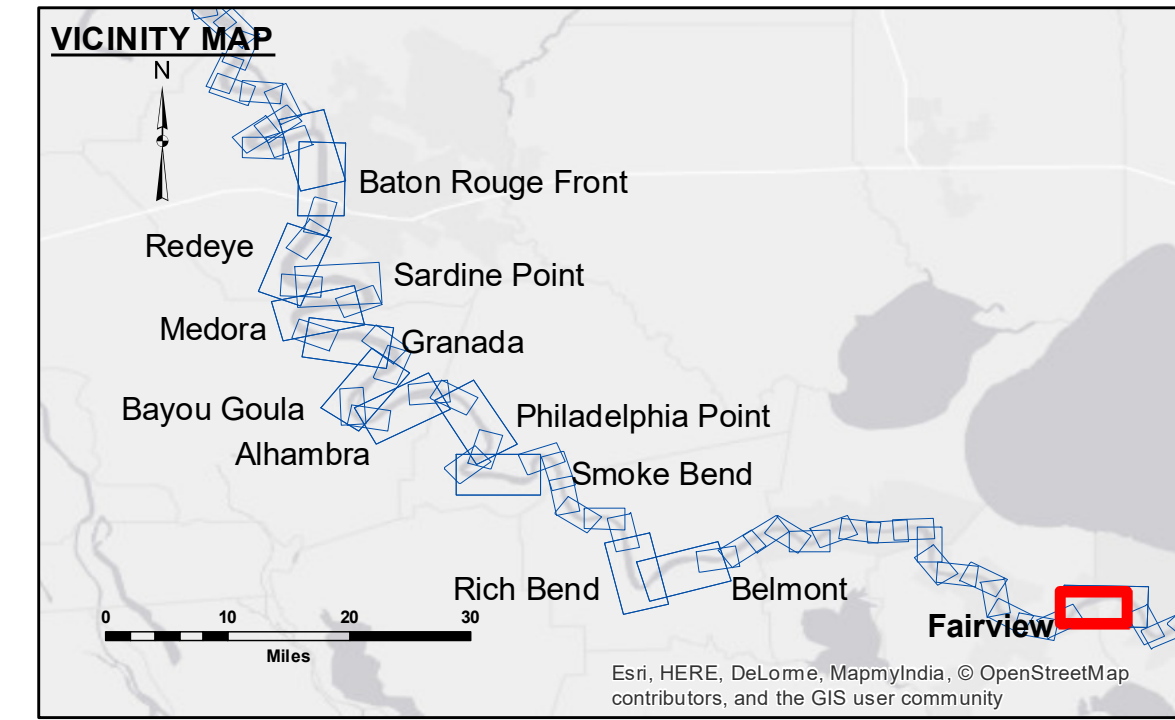 VICINITY MAP
N
Baton Rouge Front
Redeye
Sardine Point
Medora
Granada
Bayou Goula
Philadelphia Point
Alhambra
Smoke Bend
Rich Bend
Belmont
Fairview
0 10 20 30
Miles
Esri, HERE, DeLorme, MapmyIndia, © OpenStreetMap
contributors, and the GIS user community